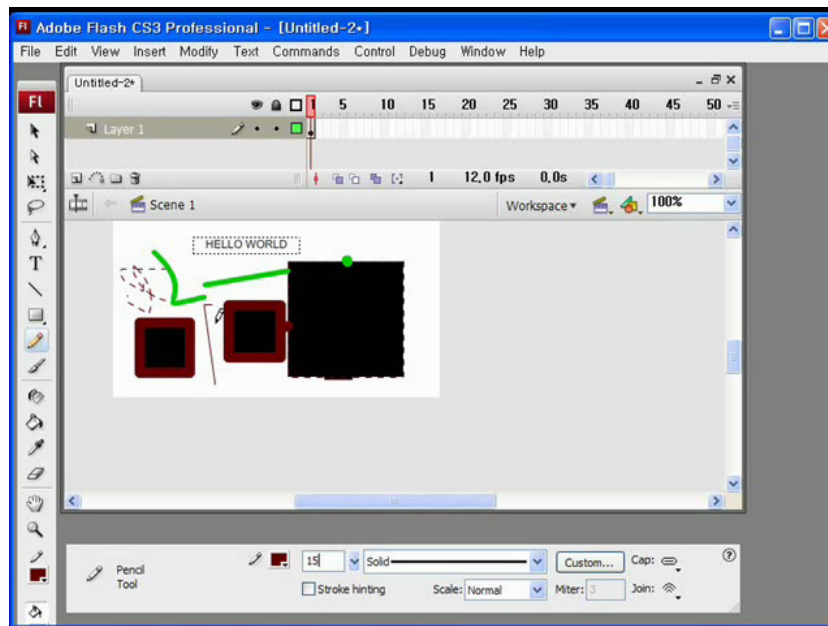 Fl Adobe Flash CS3 Professional - [Untitled-2*]
File Edit View Insert Modify Text Commands Control Debug Window Help
Untitled-2*
Fl
1 5 10 15 20 25 30 35 40 45 50
Layer 1
1 12,0 fps 0,0s
Scene 1 Workspace 100%
HELLO WORLD
T
Pencil Tool
15 Solid Custom... Cap:
Stroke hinting Scale: Normal Miter: 3 Join: